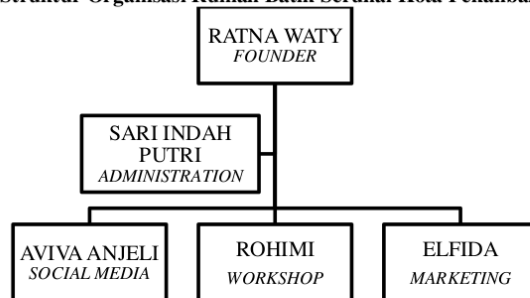 Struktur Organisasi Rumah Batik Serunai Kota Pekanbaru
RATNA WATY
FOUNDER
SARI INDAH
PUTRI
ADMINISTRATION
AVIVA ANJELI
SOCIAL MEDIA
ROHIMI
WORKSHOP
ELFIDA
MARKETING